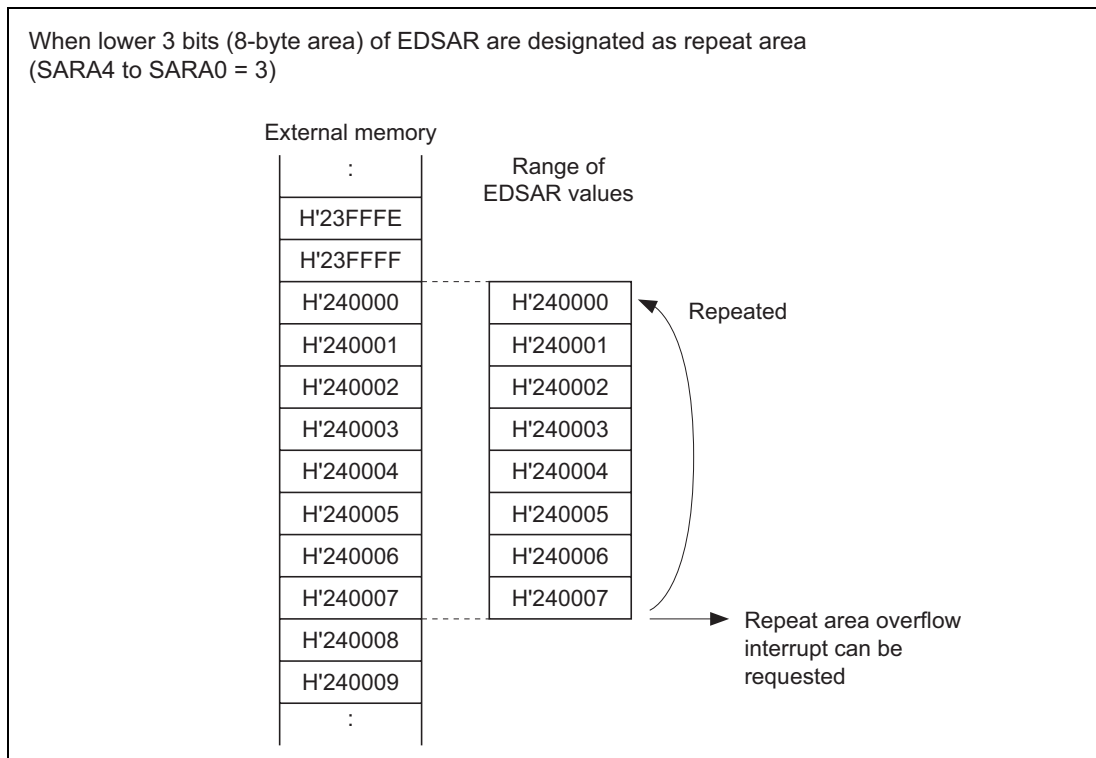 When lower 3 bits (8-byte area) of EDSAR are designated as repeat area
(SARA4 to SARA0 = 3)
External memory
:
Range of
EDSAR values
H'23FFFE
H'23FFFF
H'240000
H'240001
H'240002
H'240003
H'240004
H'240005
H'240006
H'240007
H'240008
H'240009
:
H'240000
H'240001
H'240002
H'240003
H'240004
H'240005
H'240006
H'240007
Repeated
Repeat area overflow
interrupt can be
requested